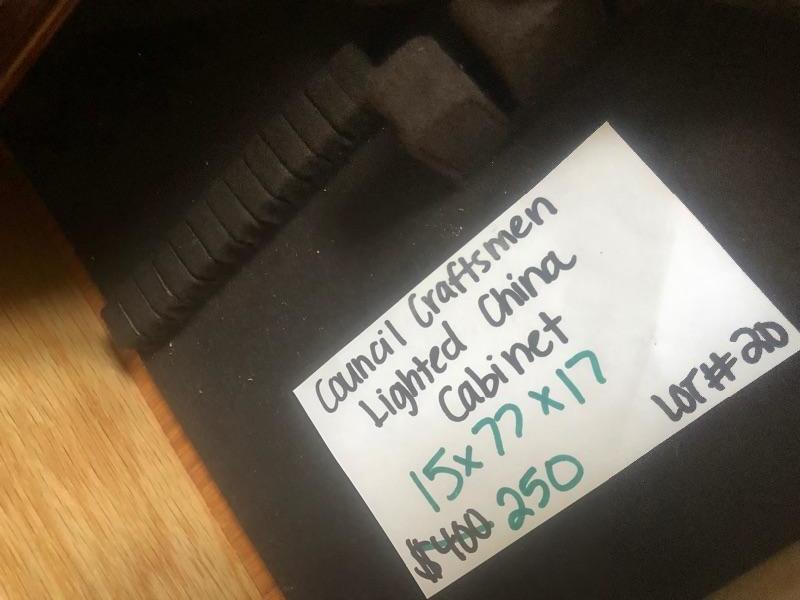 Council Craftsmen
Lighted China
Cabinet
15x77x17
$400 250
LOT# 20